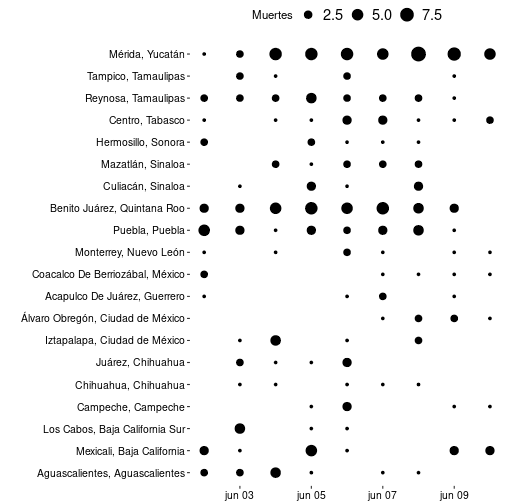 Muertes 2.5 5.0 7.5
Mérida, Yucatán
Tampico, Tamaulipas
Reynosa, Tamaulipas
Centro, Tabasco
Hermosillo, Sonora
Mazatlán, Sinaloa
Culiacán, Sinaloa
Benito Juárez, Quintana Roo
Puebla, Puebla
Monterrey, Nuevo León
Coacalco De Berriozábal, México
Acapulco De Juárez, Guerrero
Álvaro Obregón, Ciudad de México
Iztapalapa, Ciudad de México
Juárez, Chihuahua
Chihuahua, Chihuahua
Campeche, Campeche
Los Cabos, Baja California Sur
Mexicali, Baja California
Aguascalientes, Aguascalientes
jun 03 jun 05 jun 07 jun 09